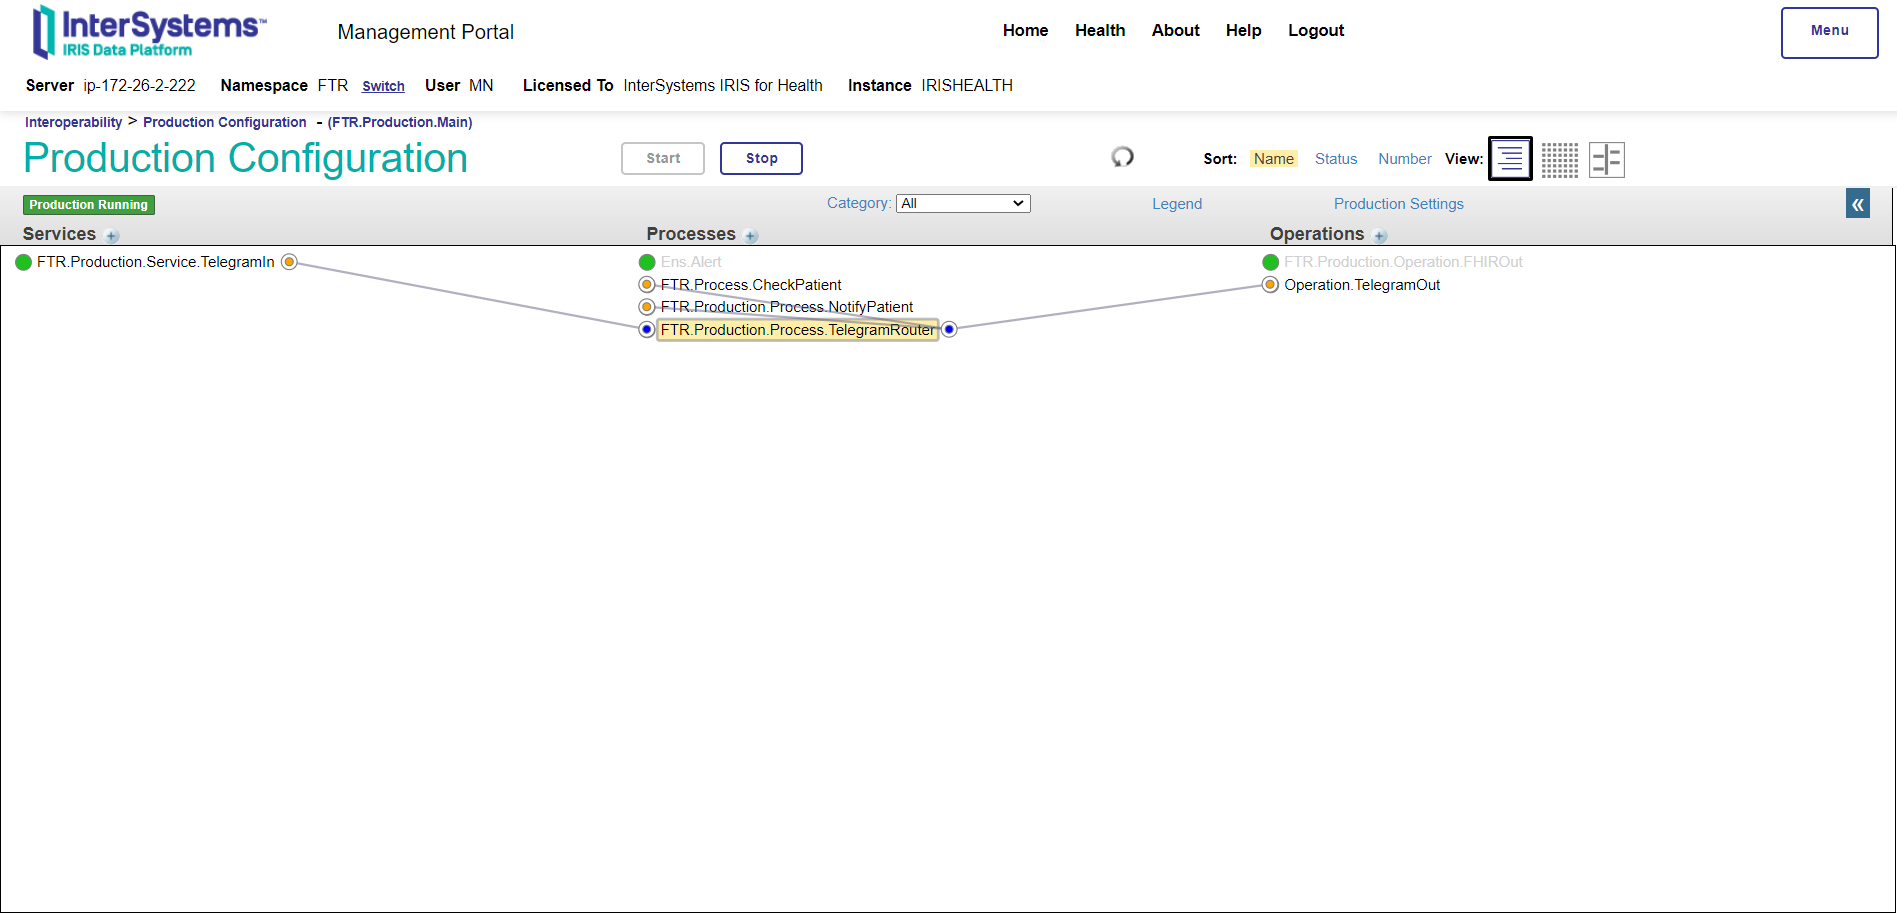 InterSystems™
IRIS Data Platform
Management Portal
Home Health About Help Logout
Menu
Server ip-172-26-2-222 Namespace FTR Switch User MN Licensed To InterSystems IRIS for Health Instance IRISHEALTH
Interoperability > Production Configuration - (FTR.Production.Main)
Production Configuration
Start Stop
Sort: Name Status Number View:
Production Running
Category: All
Legend
Production Settings
«
Services + Processes + Operations +
FTR.Production.Service.TelegramIn
Ens.Alert
FTR.Process.CheckPatient
FTR.Production.Process.NotifyPatient
FTR.Production.Process.TelegramRouter
FTR.Production.Operation.FHIROut
Operation.TelegramOut